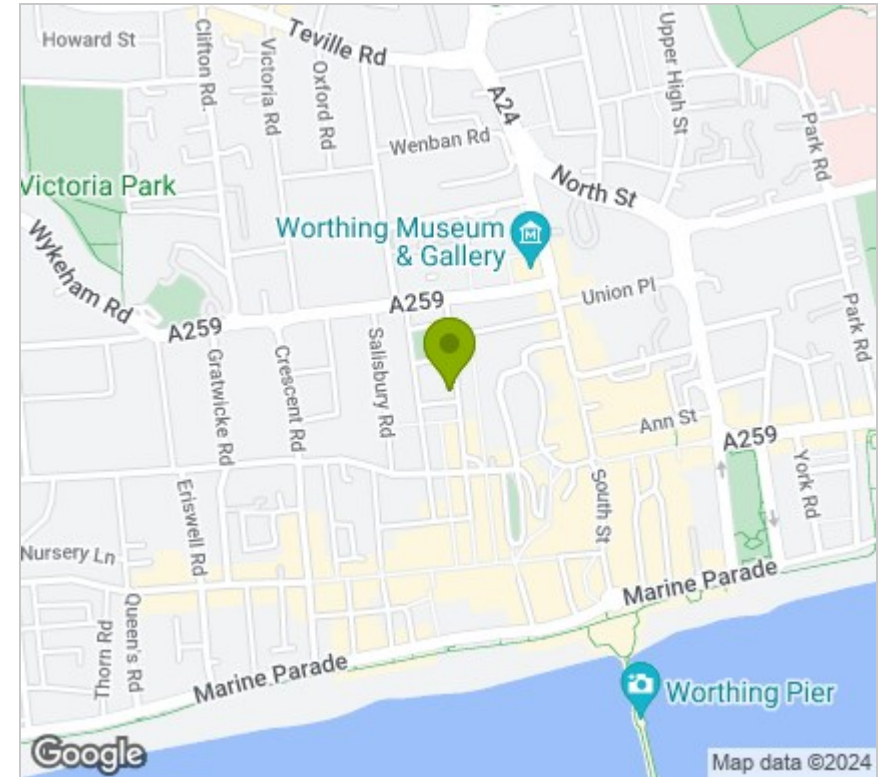 Howard St
Clifton Rd.
Victoria Rd
Oxford Rd
Teville Rd
A24
Upper High St
Park Rd
Wenban Rd
North St
Victoria Park
Wykeham Rd
Worthing Museum
& Gallery
M
A259
Union Pl
A259
Park Rd
Gratwicke Rd
Crescent Rd
Salisbury Rd
Ann St
A259
York Rd
South St
Eriswell Rd
Nursery Ln
Queen's Rd
Thorn Rd
Marine Parade
Marine Parade
Worthing Pier
Google
Map data ©2024